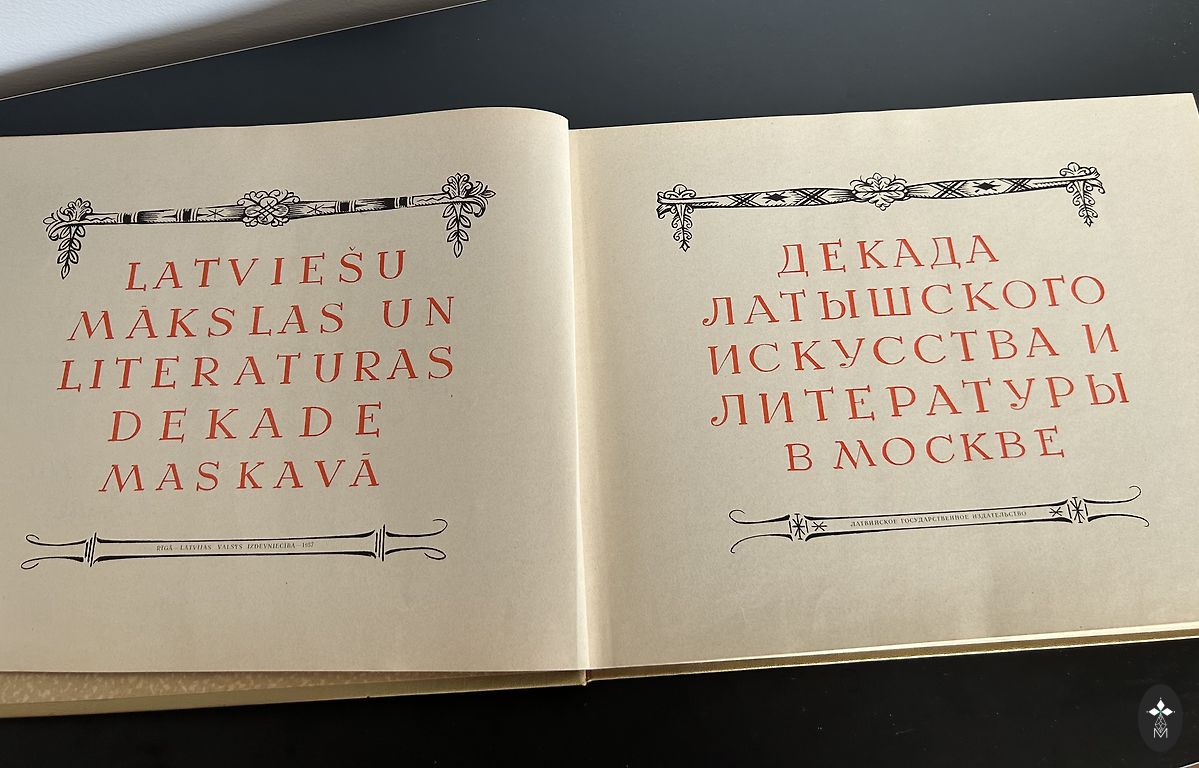 LATVIEŠU
MĀKSLAS UN
LITERATURAS
DEKADE
MASKAVĀ
RĪGĀ — LATVIJAS VALSTS IZDEVNIECĪBA — 1957
ДЕКАДА
ЛАТЫШСКОГО
ИСКУССТВА И
ЛИТЕРАТУРЫ
В МОСКВЕ
ЛАТВИЙСКОЕ ГОСУДАРСТВЕННОЕ ИЗДАТЕЛЬСТВО
M